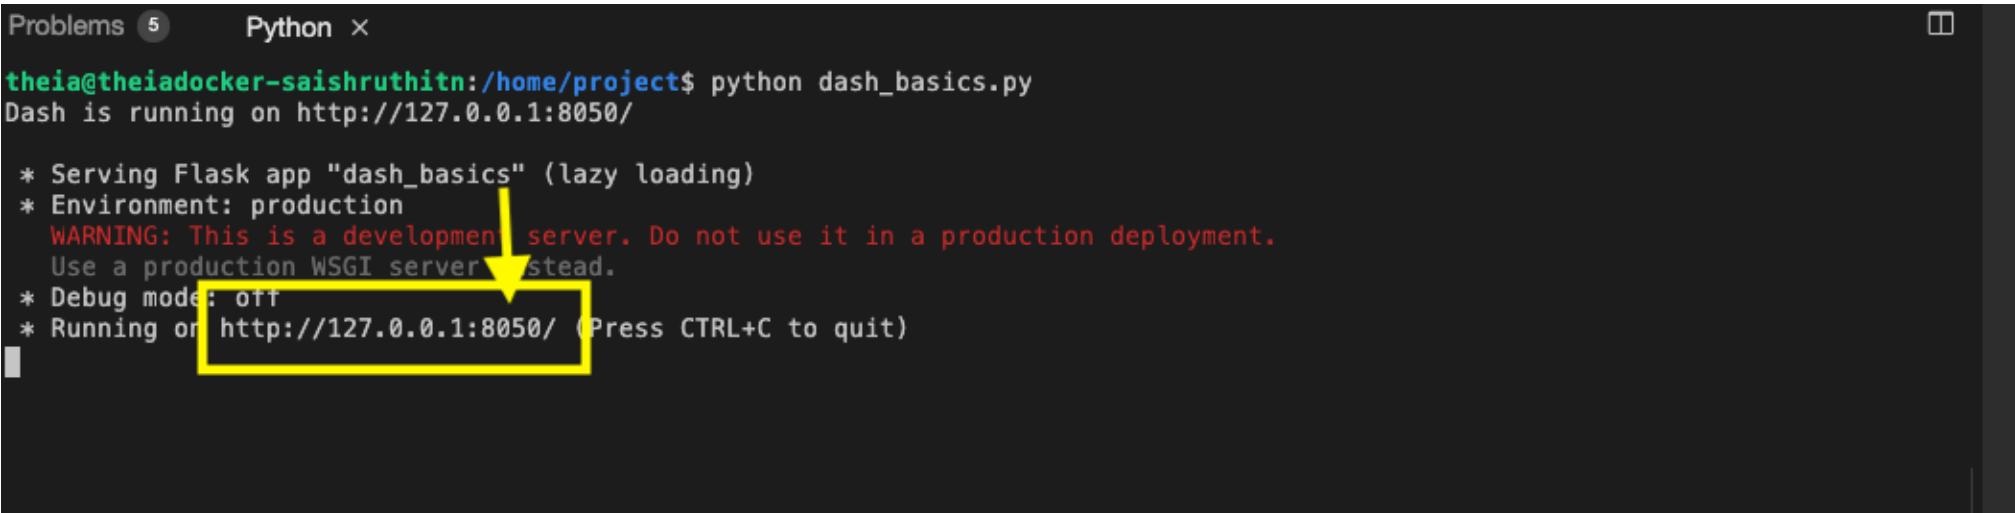 Problems 5 Python ×
theia@theiadocker-saishruthitn:/home/project$ python dash_basics.py
Dash is running on http://127.0.0.1:8050/
* Serving Flask app "dash_basics" (lazy loading)
* Environment: production
WARNING: This is a development server. Do not use it in a production deployment.
Use a production WSGI server instead.
* Debug mode: off
* Running on http://127.0.0.1:8050/ (Press CTRL+C to quit)